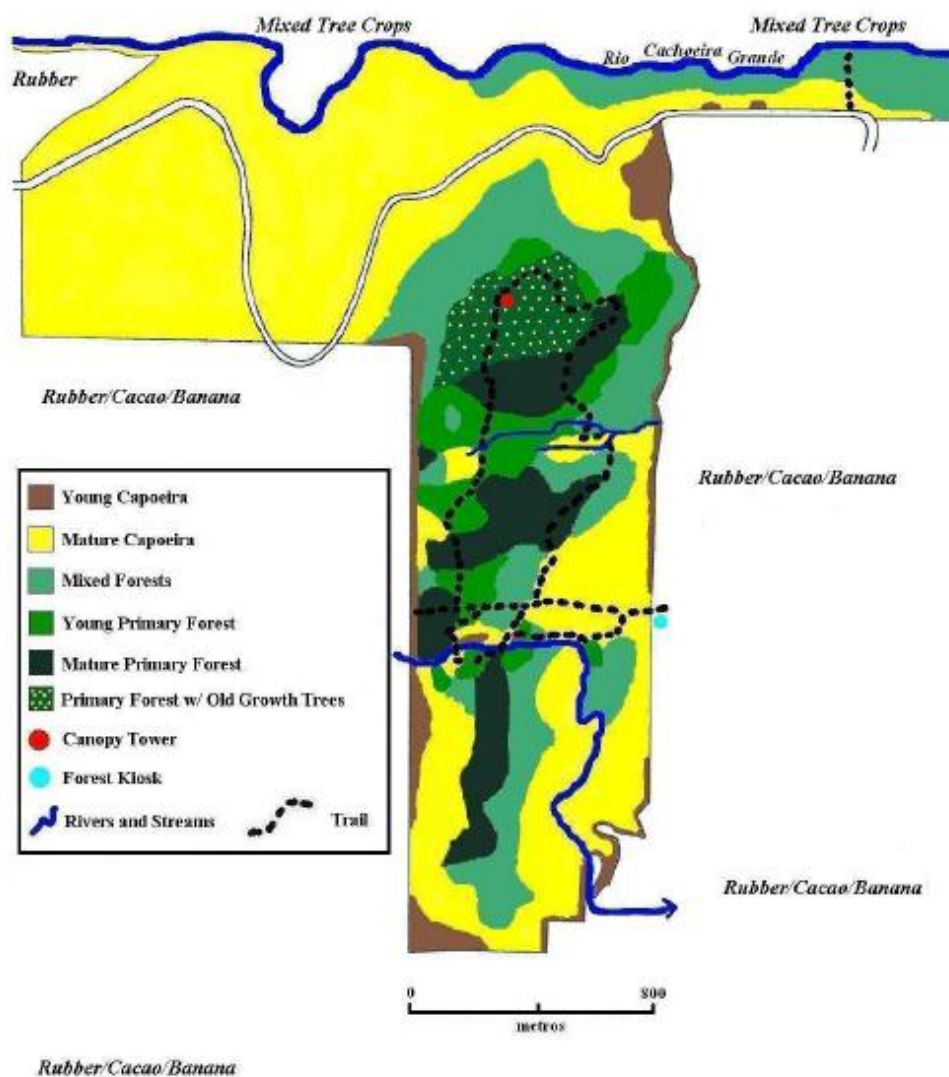 Mixed Tree Crops
Mixed Tree Crops
Rio Cachoeira Grande
Rubber
Rubber/Cacao/Banana
Rubber/Cacao/Banana
Young Capoeira
Mature Capoeira
Mixed Forests
Young Primary Forest
Mature Primary Forest
Primary Forest w/ Old Growth Trees
Canopy Tower
Forest Kiosk
Rivers and Streams
Trail
Rubber/Cacao/Banana
0
800
metros
Rubber/Cacao/Banana